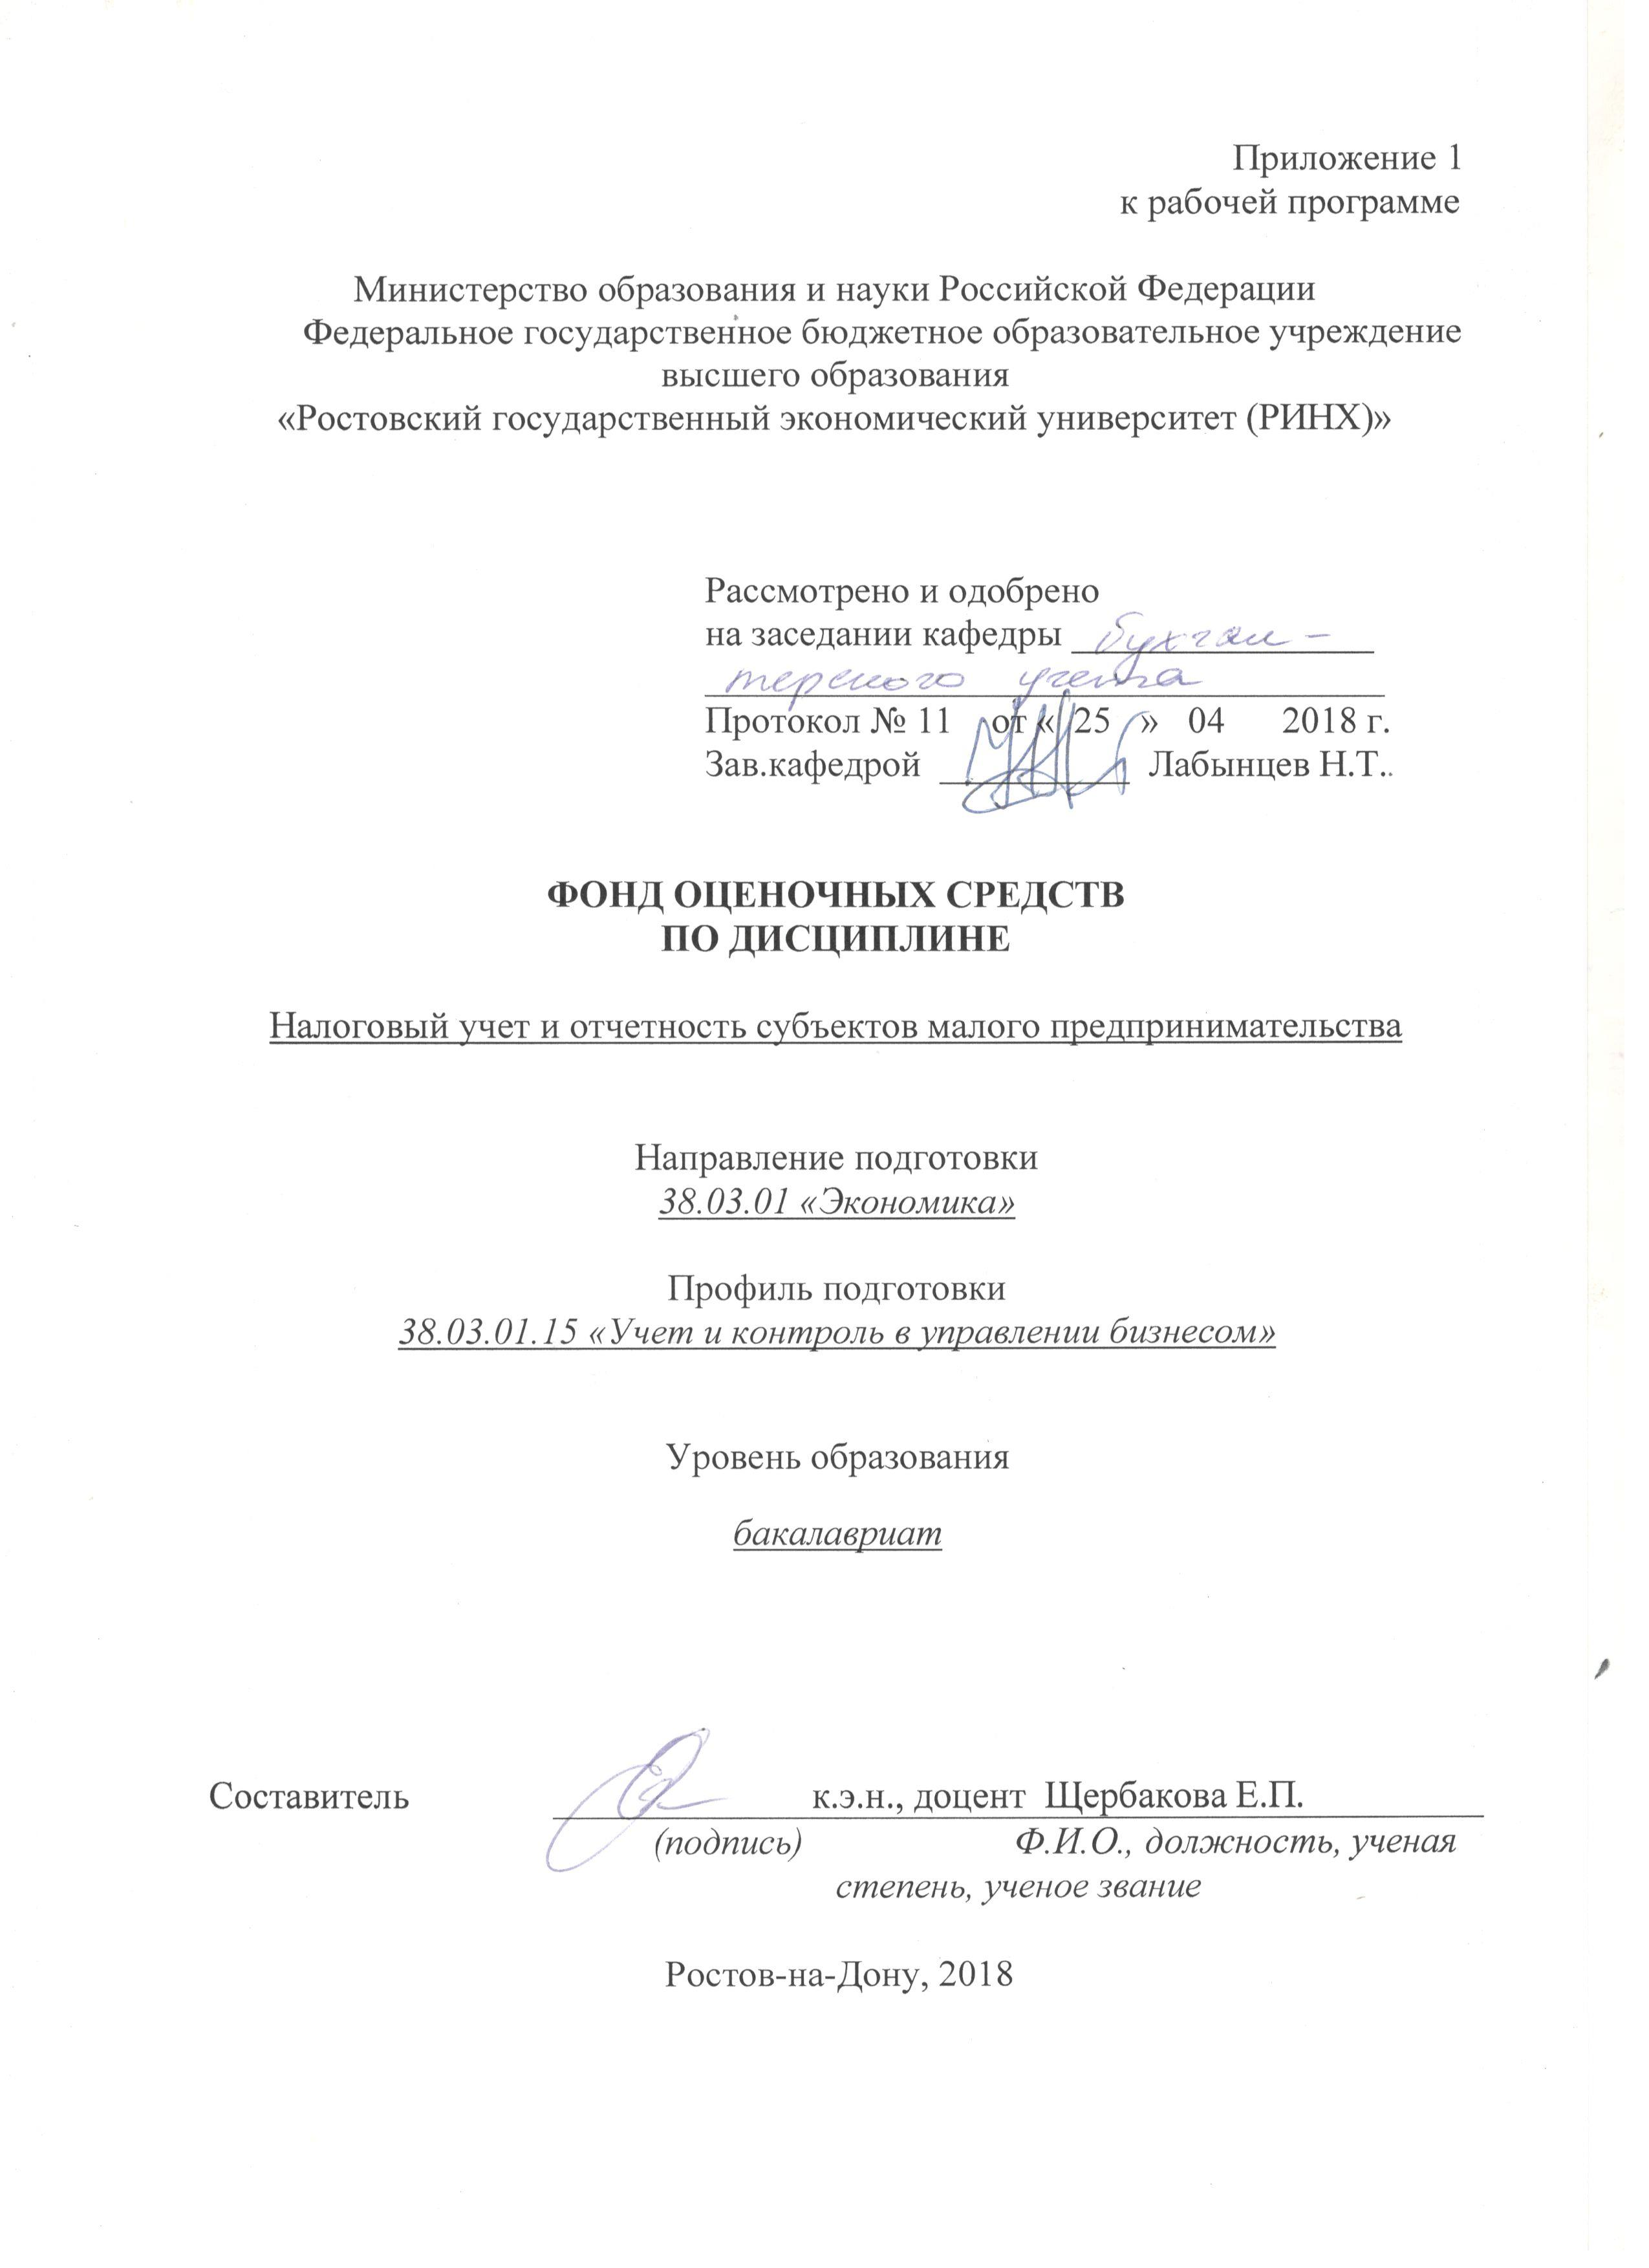 Приложение 1
к рабочей программе
Министерство образования и науки Российской Федерации
Федеральное государственное бюджетное образовательное учреждение
высшего образования
«Ростовский государственный экономический университет (РИНХ)»
Рассмотрено и одобрено
на заседании кафедры бухгал-
терского учета
Протокол № 11 от « 25 » 04 2018 г.
Зав.кафедрой Лабынцев Н.Т..
ФОНД ОЦЕНОЧНЫХ СРЕДСТВ
ПО ДИСЦИПЛИНЕ
Налоговый учет и отчетность субъектов малого предпринимательства
Направление подготовки
38.03.01 «Экономика»
Профиль подготовки
38.03.01.15 «Учет и контроль в управлении бизнесом»
Уровень образования
бакалавриат
Составитель к.э.н., доцент Щербакова Е.П.
(подпись) Ф.И.О., должность, ученая
степень, ученое звание
Ростов-на-Дону, 2018